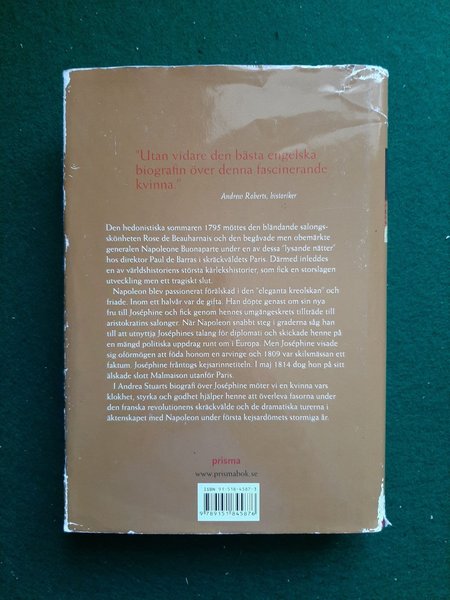 "Utan vidare den bästa engelska
biografin över denna fascinerande
kvinna."
Andrew Roberts, historiker
Den hedonistiska sommaren 1795 möttes den bländande salongs-
skönheten Rose de Beauharnais och den begåvade men obemärkte
generalen Napoleone Buonaparte under en av dessa "lysande nätter"
hos direktor Paul de Barras i skräckväldets Paris. Därmed inleddes
en av världshistoriens största kärlekshistorier, som fick en storslagen
utveckling men ett tragiskt slut.
Napoleon blev passionerat förälskad i den "eleganta kreolskan" och
friade. Inom ett halvår var de gifta. Han döpte genast om sin nya
fru till Joséphine och fick genom hennes umgängeskrets tillträde till
aristokratins salonger. När Napoleon snabbt steg i graderna såg han
till att utnyttja Joséphines talang för diplomati och skickade henne på
en mängd politiska uppdrag runt om i Europa. Men Joséphine visade
sig oförmögen att föda honom en arvinge och 1809 var skilsmässan ett
faktum. Joséphine fråntogs kejsarinnetiteln. I maj 1814 dog hon på sitt
älskade slott Malmaison utanför Paris.
I Andrea Stuarts biografi över Joséphine möter vi en kvinna vars
klokhet, styrka och godhet hjälper henne att överleva fasorna under
den franska revolutionens skräckvälde och de dramatiska turerna i
äktenskapet med Napoleon under första kejsardömets stormiga år.
prisma
www.prismabok.se
ISBN 91-518-4587-3
9 789151 845876